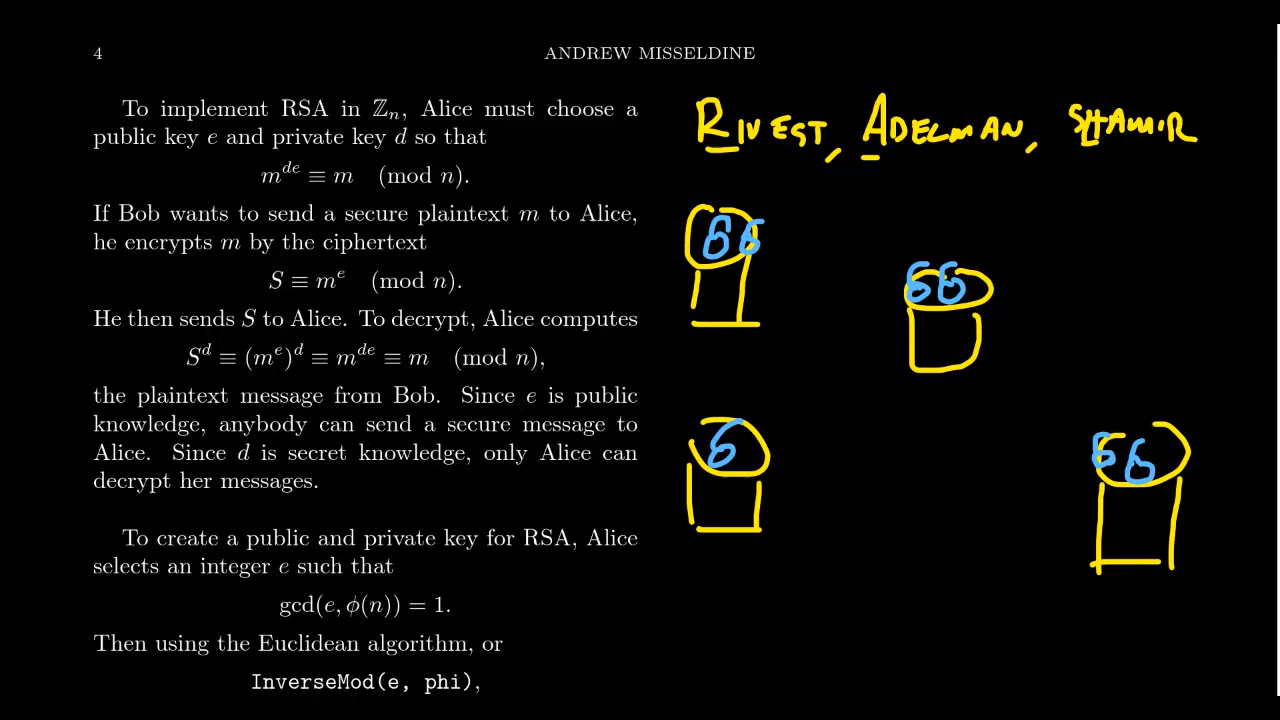 4 ANDREW MISSELDINE
To implement RSA in ℤₙ, Alice must choose a
public key e and private key d so that
m^{de} ≡ m (mod n).
If Bob wants to send a secure plaintext m to Alice,
he encrypts m by the ciphertext
S ≡ m^e (mod n).
He then sends S to Alice. To decrypt, Alice computes
S^d ≡ (m^e)^d ≡ m^{de} ≡ m (mod n),
the plaintext message from Bob. Since e is public
knowledge, anybody can send a secure message to
Alice. Since d is secret knowledge, only Alice can
decrypt her messages.
To create a public and private key for RSA, Alice
selects an integer e such that
gcd(e, ϕ(n)) = 1.
Then using the Euclidean algorithm, or
InverseMod(e, phi),
RIVEST, ADELMAN, SHAMIR
66
66
6
66